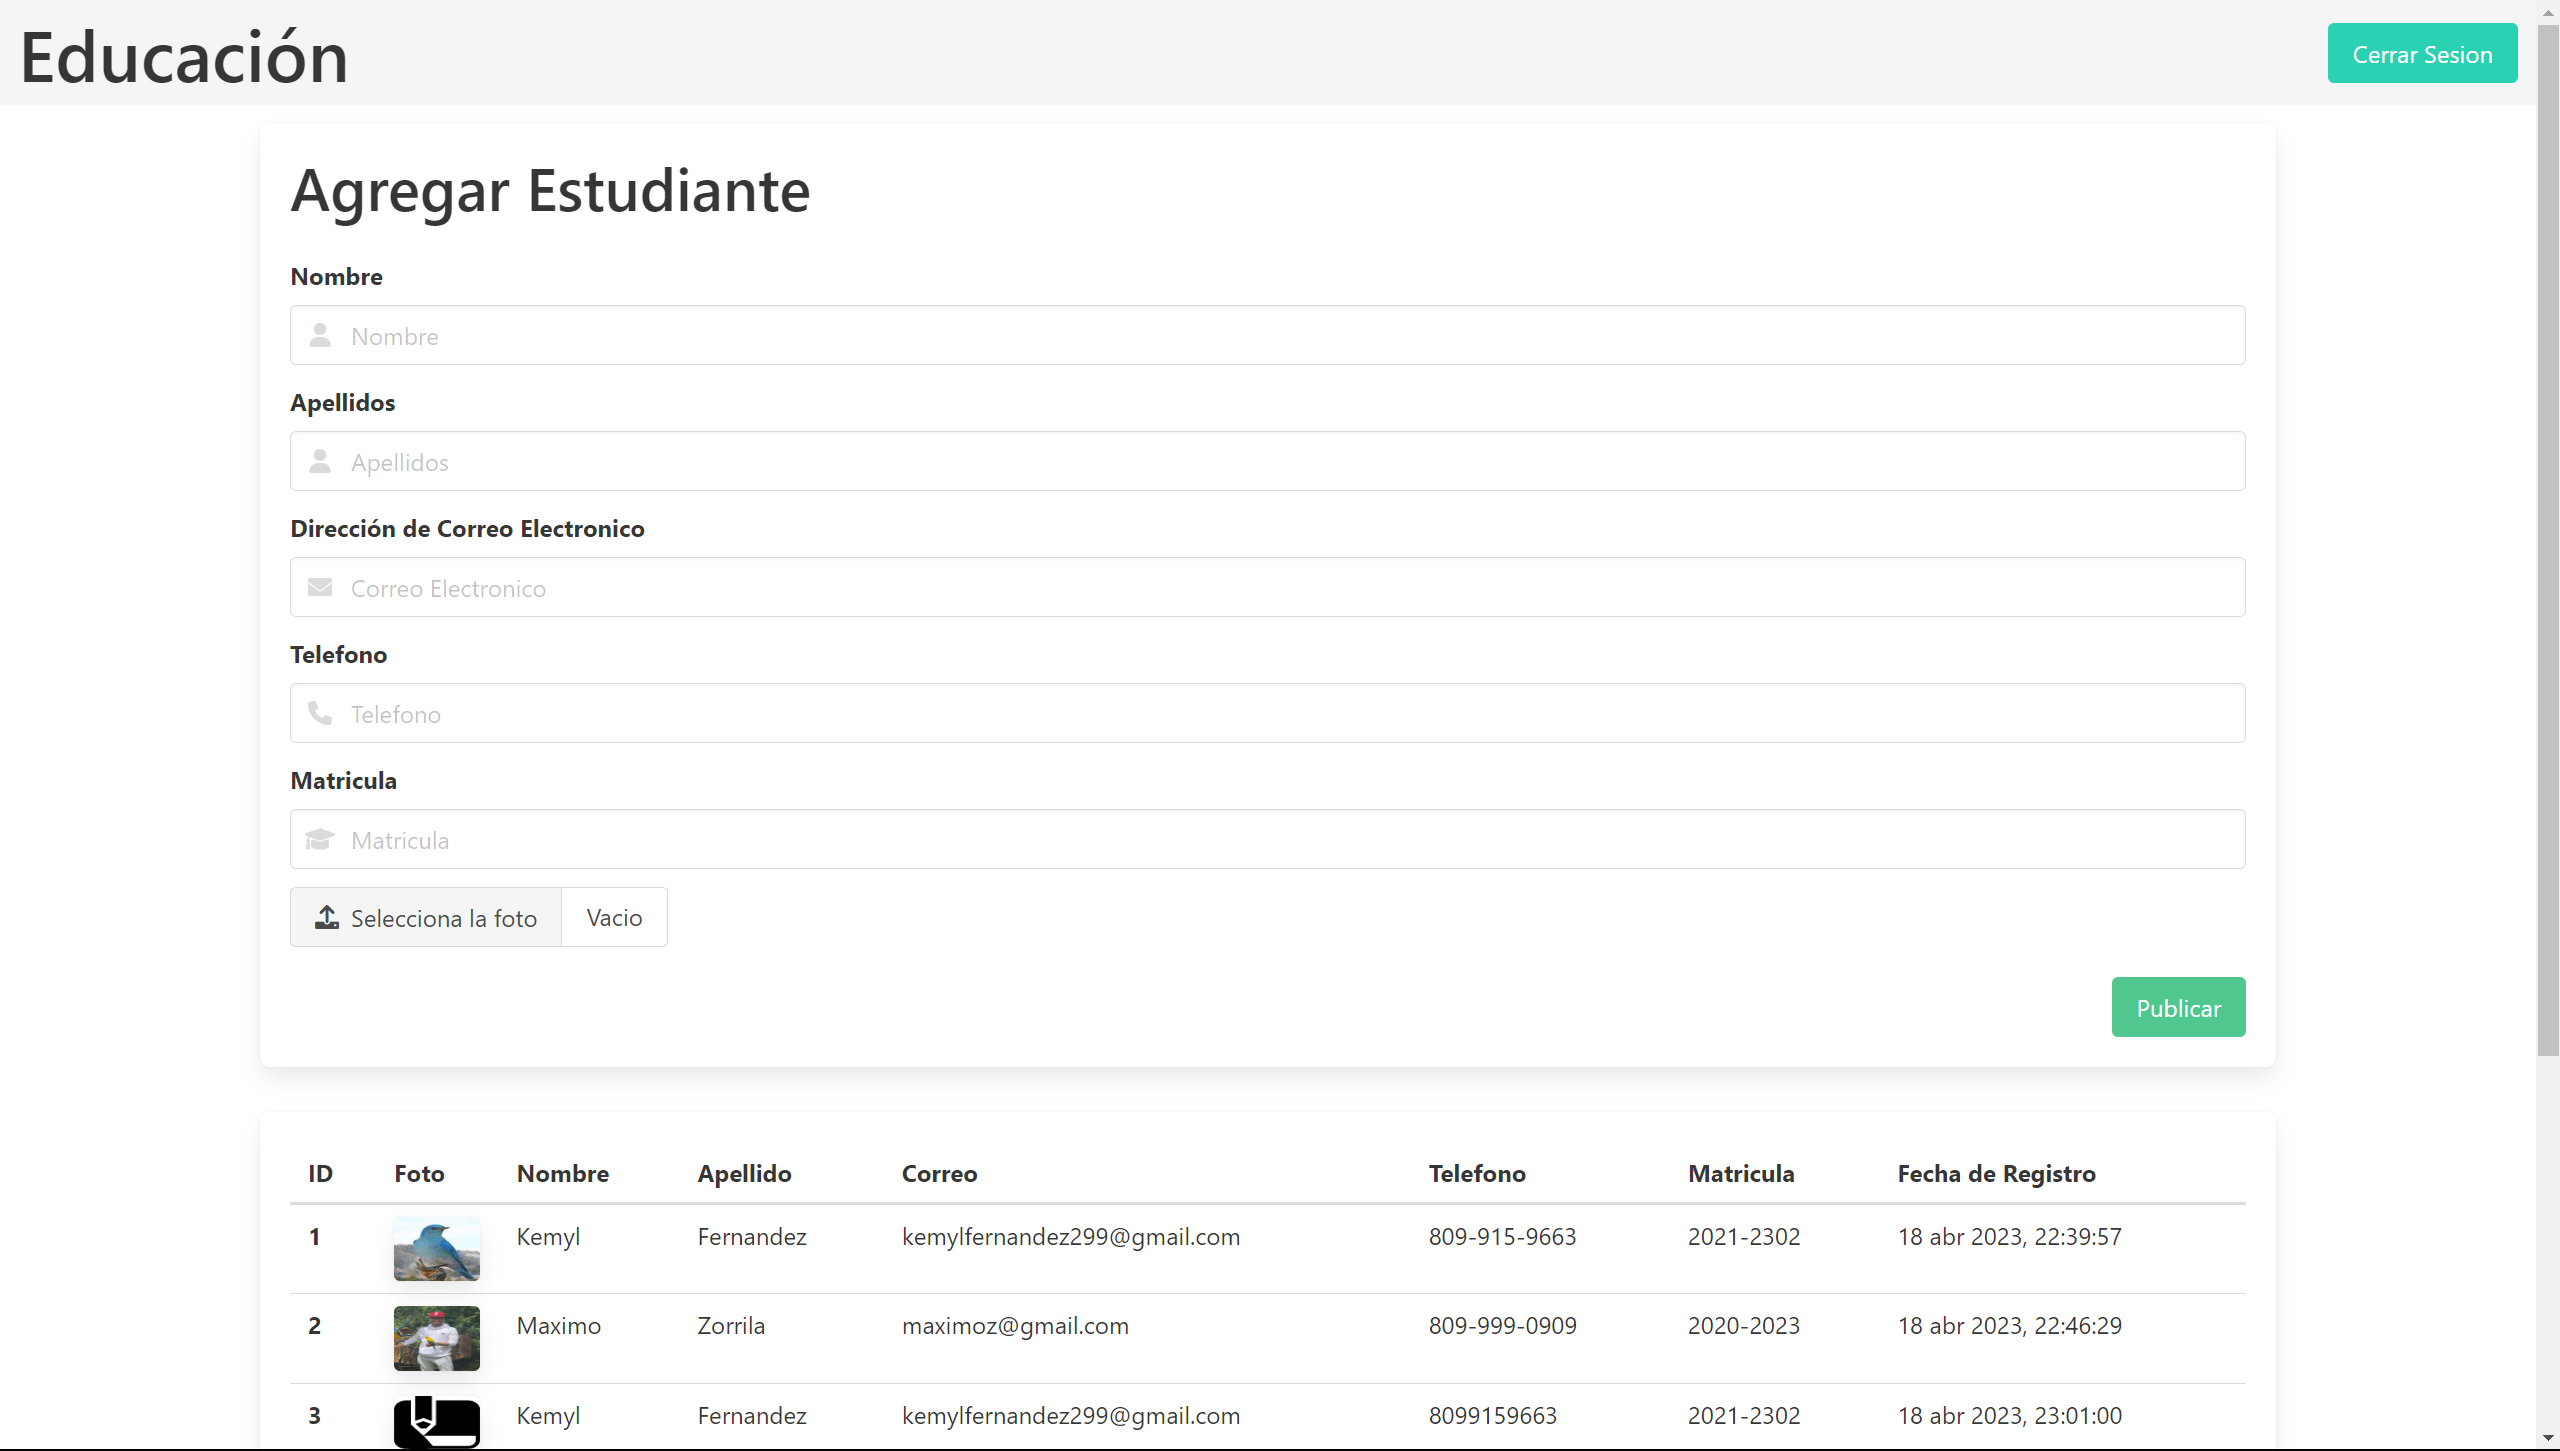 Educación
Cerrar Sesion
Agregar Estudiante
Nombre
Nombre
Apellidos
Apellidos
Dirección de Correo Electronico
Correo Electronico
Telefono
Telefono
Matricula
Matricula
Selecciona la foto Vacio
Publicar
ID Foto Nombre Apellido Correo Telefono Matricula Fecha de Registro
1 Kemyl Fernandez kemylfernandez299@gmail.com 809-915-9663 2021-2302 18 abr 2023, 22:39:57
2 Maximo Zorrila maximoz@gmail.com 809-999-0909 2020-2023 18 abr 2023, 22:46:29
3 Kemyl Fernandez kemylfernandez299@gmail.com 8099159663 2021-2302 18 abr 2023, 23:01:00